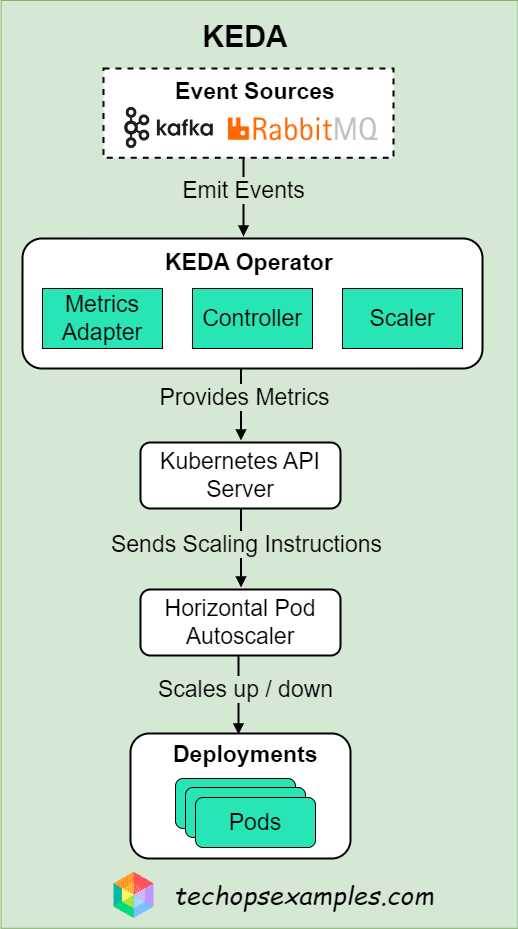 KEDA
Event Sources
kafka RabbitMQ
Emit Events
KEDA Operator
Metrics
Adapter
Controller
Scaler
Provides Metrics
Kubernetes API
Server
Sends Scaling Instructions
Horizontal Pod
Autoscaler
Scales up / down
Deployments
Pods
techopsexamples.com